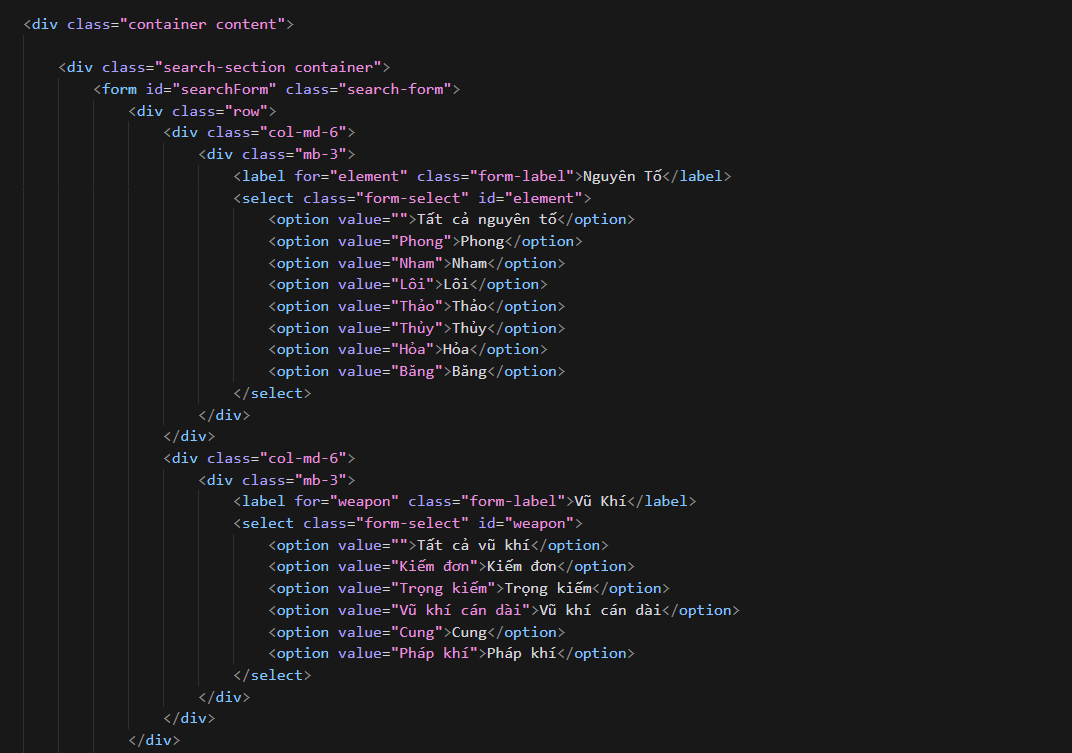 <div class="container content">
<div class="search-section container">
<form id="searchForm" class="search-form">
<div class="row">
<div class="col-md-6">
<div class="mb-3">
<label for="element" class="form-label">Nguyên Tố</label>
<select class="form-select" id="element">
<option value="">Tất cả nguyên tố</option>
<option value="Phong">Phong</option>
<option value="Nham">Nham</option>
<option value="Lôi">Lôi</option>
<option value="Thảo">Thảo</option>
<option value="Thủy">Thủy</option>
<option value="Hỏa">Hỏa</option>
<option value="Băng">Băng</option>
</select>
</div>
</div>
<div class="col-md-6">
<div class="mb-3">
<label for="weapon" class="form-label">Vũ Khí</label>
<select class="form-select" id="weapon">
<option value="">Tất cả vũ khí</option>
<option value="Kiếm đơn">Kiếm đơn</option>
<option value="Trọng kiếm">Trọng kiếm</option>
<option value="Vũ khí cán dài">Vũ khí cán dài</option>
<option value="Cung">Cung</option>
<option value="Pháp khí">Pháp khí</option>
</select>
</div>
</div>
</div>